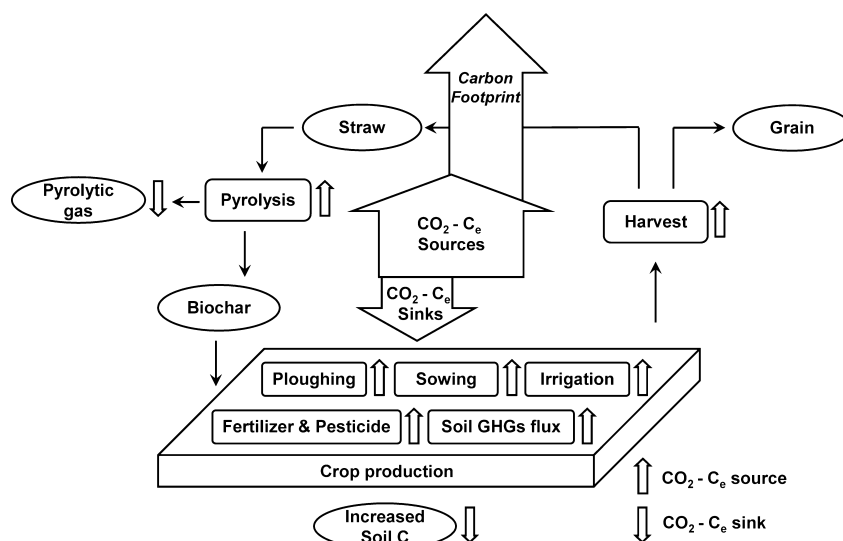 Carbon
Footprint
Straw
Grain
Pyrolytic
gas
Pyrolysis
CO₂ - Cₑ
Sources
Harvest
CO₂ - Cₑ
Sinks
Biochar
Ploughing
Sowing
Irrigation
Fertilizer & Pesticide
Soil GHGs flux
Crop production
CO₂ - Cₑ source
Increased
Soil C
CO₂ - Cₑ sink